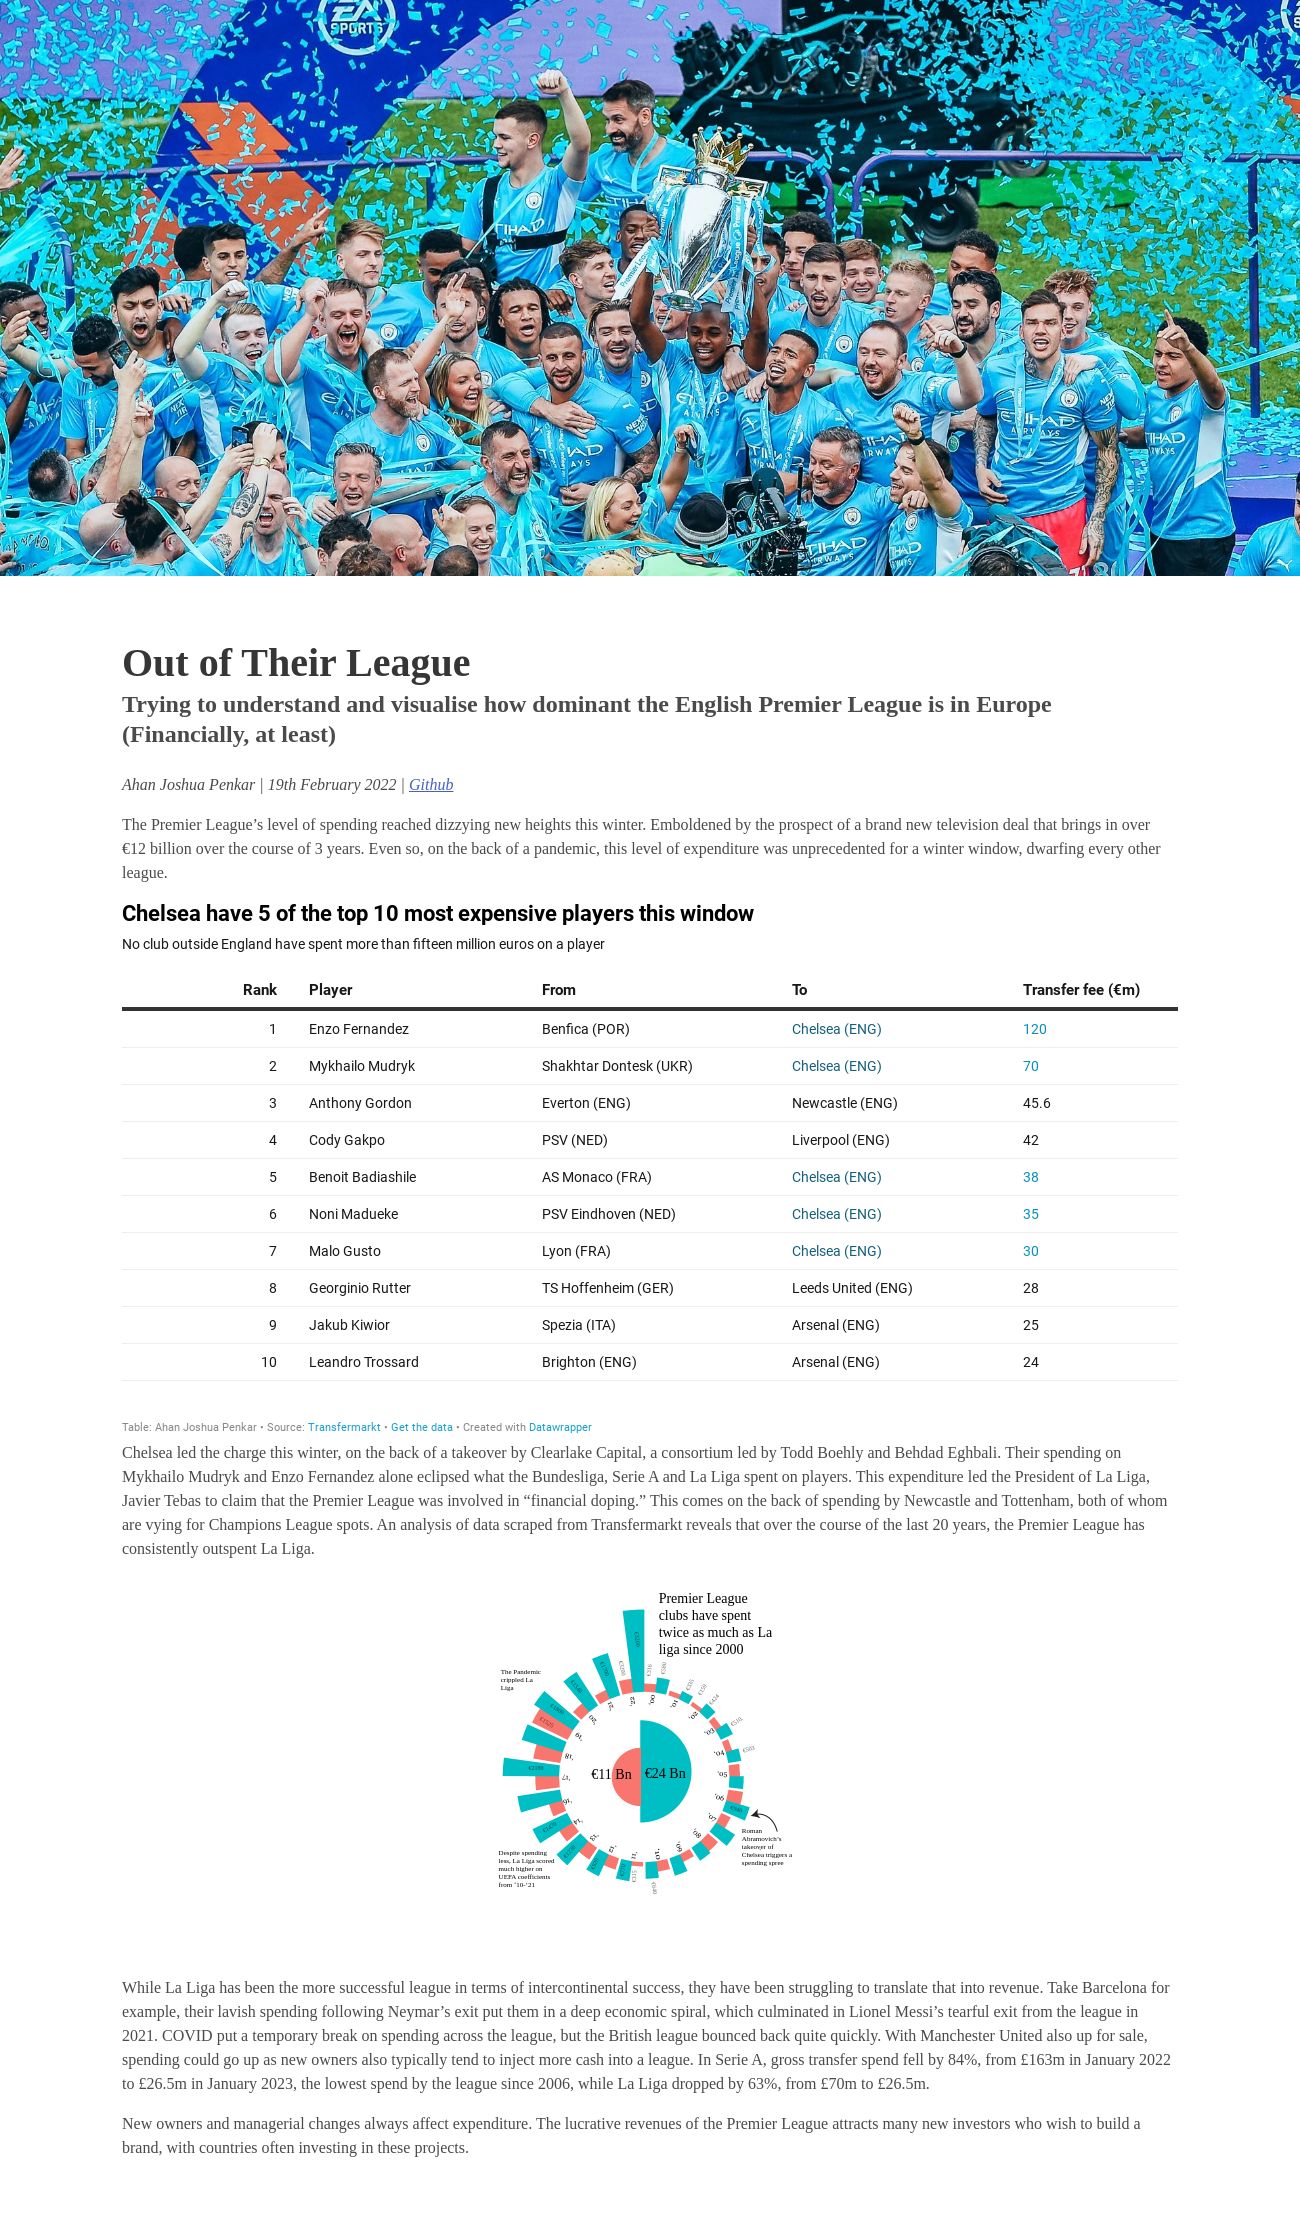 EA
SPORTS
Out of Their League
Trying to understand and visualise how dominant the English Premier League is in Europe
(Financially, at least)
Ahan Joshua Penkar | 19th February 2022 | Github
The Premier League’s level of spending reached dizzying new heights this winter. Emboldened by the prospect of a brand new television deal that brings in over
€12 billion over the course of 3 years. Even so, on the back of a pandemic, this level of expenditure was unprecedented for a winter window, dwarfing every other
league.
Chelsea have 5 of the top 10 most expensive players this window
No club outside England have spent more than fifteen million euros on a player
Rank Player From To Transfer fee (€m)
1 Enzo Fernandez Benfica (POR) Chelsea (ENG) 120
2 Mykhailo Mudryk Shakhtar Dontesk (UKR) Chelsea (ENG) 70
3 Anthony Gordon Everton (ENG) Newcastle (ENG) 45.6
4 Cody Gakpo PSV (NED) Liverpool (ENG) 42
5 Benoit Badiashile AS Monaco (FRA) Chelsea (ENG) 38
6 Noni Madueke PSV Eindhoven (NED) Chelsea (ENG) 35
7 Malo Gusto Lyon (FRA) Chelsea (ENG) 30
8 Georginio Rutter TS Hoffenheim (GER) Leeds United (ENG) 28
9 Jakub Kiwior Spezia (ITA) Arsenal (ENG) 25
10 Leandro Trossard Brighton (ENG) Arsenal (ENG) 24
Table: Ahan Joshua Penkar • Source: Transfermarkt • Get the data • Created with Datawrapper
Chelsea led the charge this winter, on the back of a takeover by Clearlake Capital, a consortium led by Todd Boehly and Behdad Eghbali. Their spending on
Mykhailo Mudryk and Enzo Fernandez alone eclipsed what the Bundesliga, Serie A and La Liga spent on players. This expenditure led the President of La Liga,
Javier Tebas to claim that the Premier League was involved in “financial doping.” This comes on the back of spending by Newcastle and Tottenham, both of whom
are vying for Champions League spots. An analysis of data scraped from Transfermarkt reveals that over the course of the last 20 years, the Premier League has
consistently outspent La Liga.
Premier League
clubs have spent
twice as much as La
liga since 2000
The Pandemic
crippled La
Liga
€11 Bn
€24 Bn
Roman
Abramovich’s
takeover of
Chelsea triggers a
spending spree
Despite spending
less, La Liga scored
much higher on
UEFA coefficients
from ’10-’21
While La Liga has been the more successful league in terms of intercontinental success, they have been struggling to translate that into revenue. Take Barcelona for
example, their lavish spending following Neymar’s exit put them in a deep economic spiral, which culminated in Lionel Messi’s tearful exit from the league in
2021. COVID put a temporary break on spending across the league, but the British league bounced back quite quickly. With Manchester United also up for sale,
spending could go up as new owners also typically tend to inject more cash into a league. In Serie A, gross transfer spend fell by 84%, from £163m in January 2022
to £26.5m in January 2023, the lowest spend by the league since 2006, while La Liga dropped by 63%, from £70m to £26.5m.
New owners and managerial changes always affect expenditure. The lucrative revenues of the Premier League attracts many new investors who wish to build a
brand, with countries often investing in these projects.